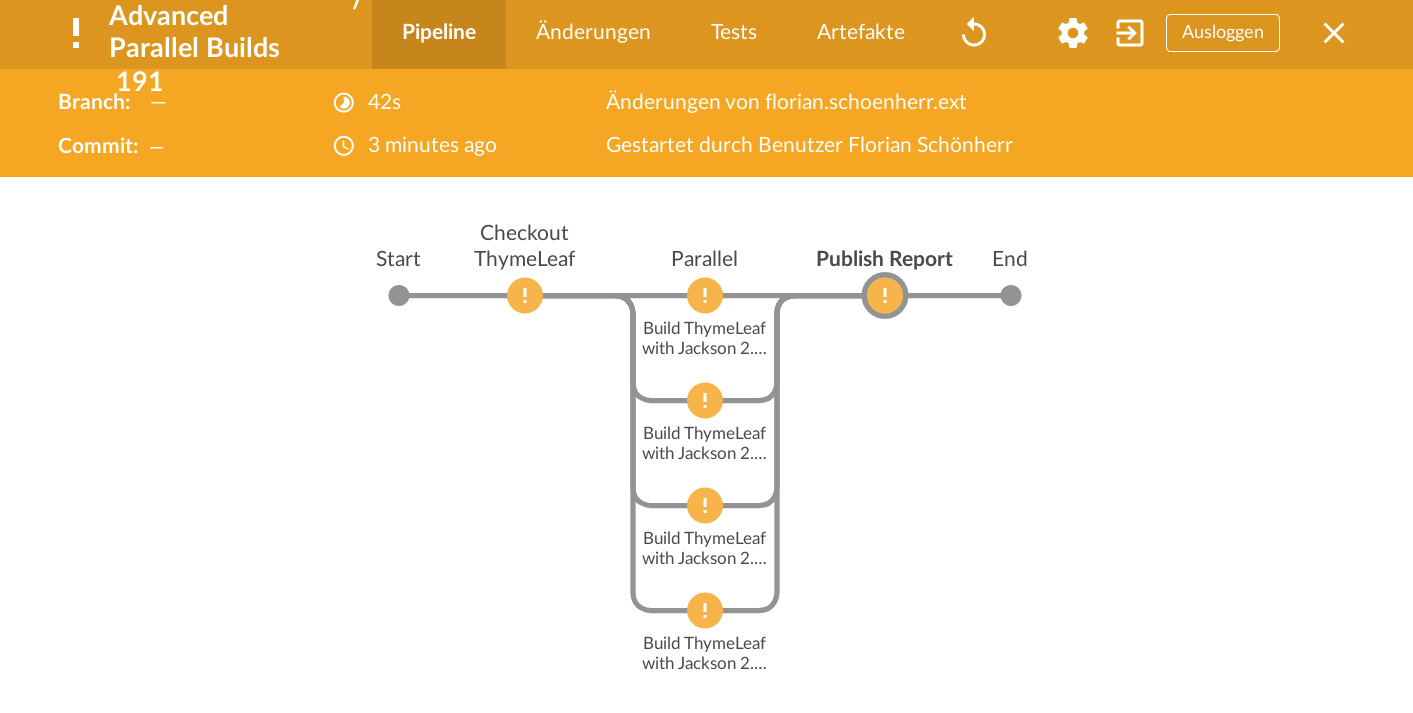 Advanced
Parallel Builds
191
Pipeline
Änderungen
Tests
Artefakte
Ausloggen
Branch: —
42s
Änderungen von florian.schoenherr.ext
Commit: —
3 minutes ago
Gestartet durch Benutzer Florian Schönherr
Start
Checkout
ThymeLeaf
Parallel
Publish Report
End
Build ThymeLeaf
with Jackson 2....
Build ThymeLeaf
with Jackson 2....
Build ThymeLeaf
with Jackson 2....
Build ThymeLeaf
with Jackson 2....